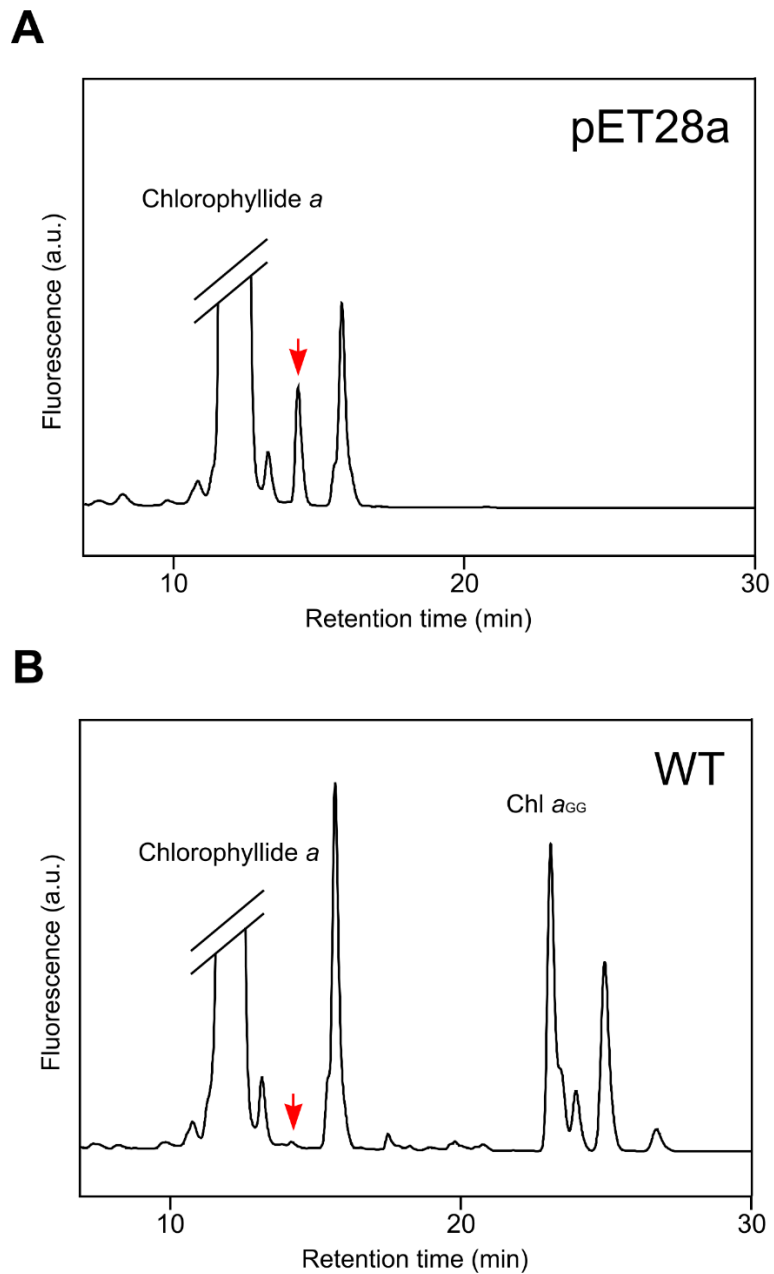 A
pET28a
Chlorophyllide a
Fluorescence (a.u.)
10
20
30
Retention time (min)
B
WT
Chl aGG
Chlorophyllide a
Fluorescence (a.u.)
10
20
30
Retention time (min)